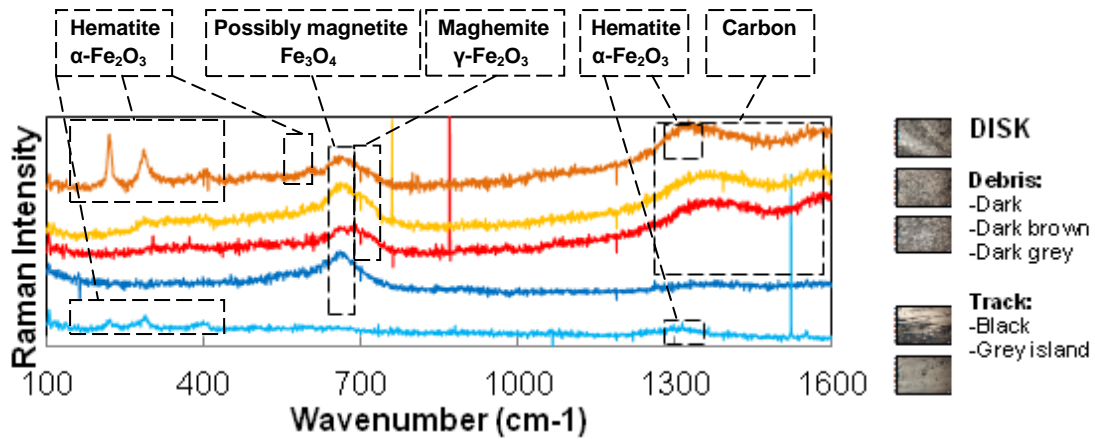 Hematite
α-Fe2O3
Possibly magnetite
Fe3O4
Maghemite
γ-Fe2O3
Hematite
α-Fe2O3
Carbon
Raman Intensity
100 400 700 1000 1300 1600
Wavenumber (cm-1)
DISK
Debris:
-Dark
-Dark brown
-Dark grey
Track:
-Black
-Grey island